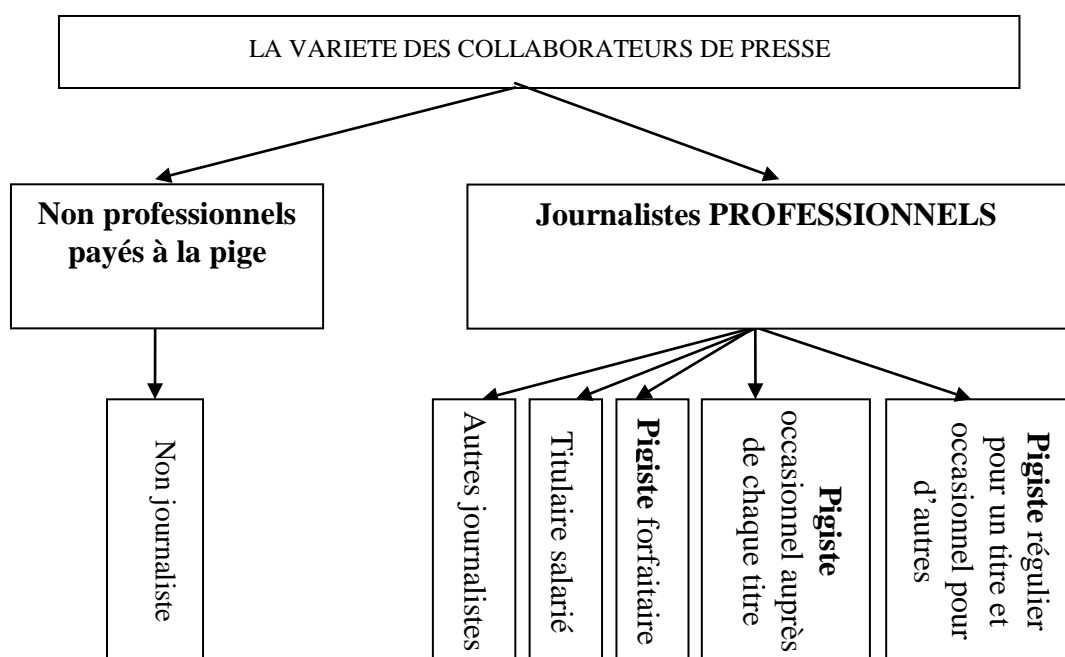 LA VARIETE DES COLLABORATEURS DE PRESSE
Non professionnels
payés à la pige
Journalistes PROFESSIONNELS
Non journaliste
Autres journalistes
Titulaire salarié
Pigiste forfaitaire
Pigiste
occasionnel auprès
de chaque titre
Pigiste régulier
pour un titre et
occasionnel pour
d’autres